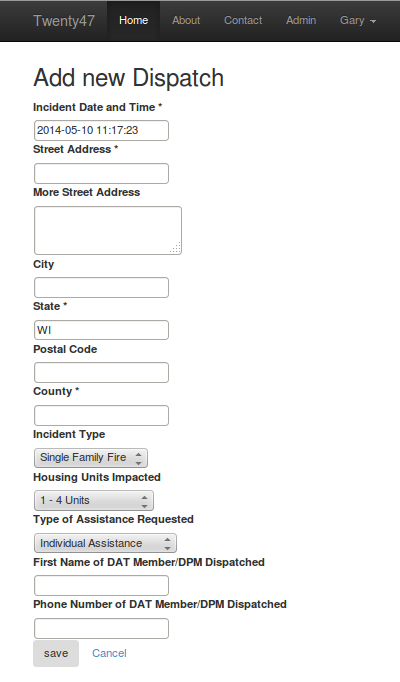 Twenty47 Home About Contact Admin Gary
Add new Dispatch
Incident Date and Time *
2014-05-10 11:17:23
Street Address *
More Street Address
City
State *
WI
Postal Code
County *
Incident Type
Single Family Fire
Housing Units Impacted
1 - 4 Units
Type of Assistance Requested
Individual Assistance
First Name of DAT Member/DPM Dispatched
Phone Number of DAT Member/DPM Dispatched
save Cancel